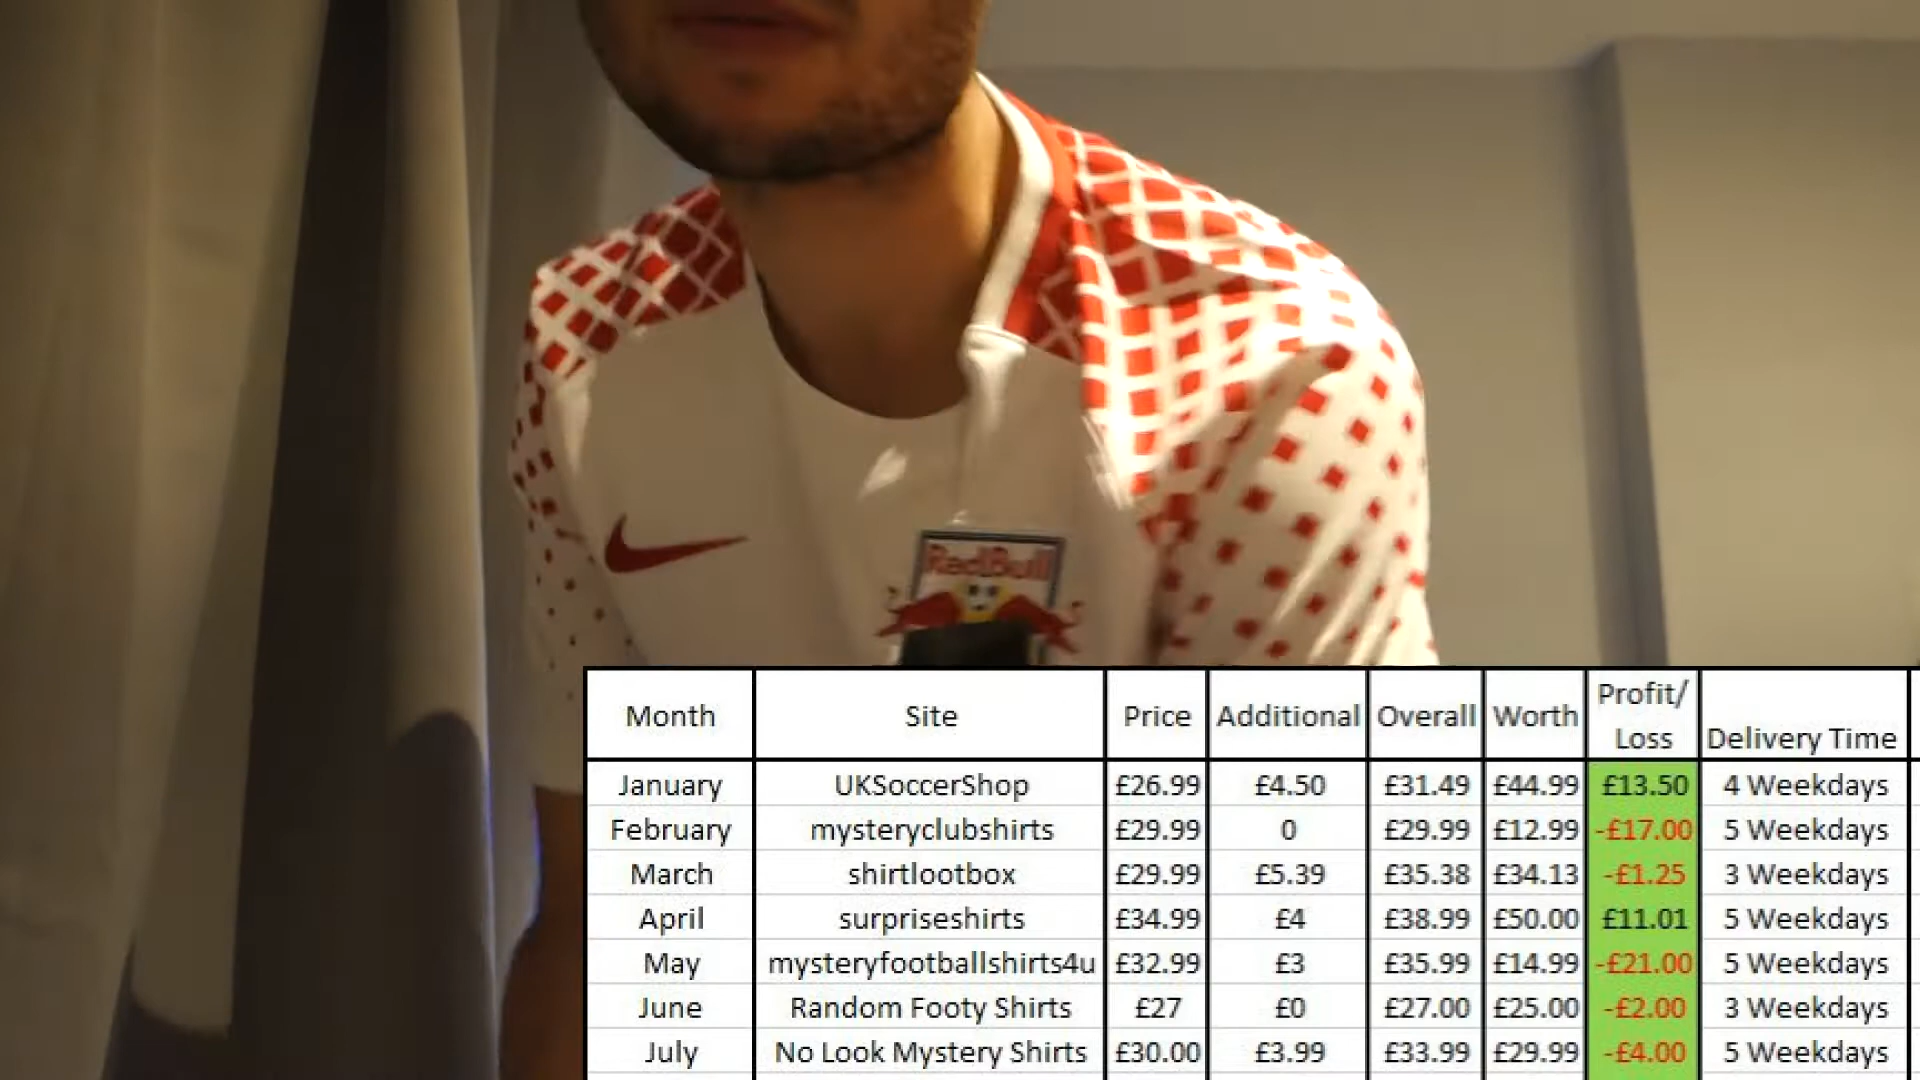 RedBull
Month Site Price Additional Overall Worth Profit/ Loss Delivery Time
January UKSoccerShop £26.99 £4.50 £31.49 £44.99 £13.50 4 Weekdays
February mysteryclubshirts £29.99 0 £29.99 £12.99 -£17.00 5 Weekdays
March shirtlootbox £29.99 £5.39 £35.38 £34.13 -£1.25 3 Weekdays
April surpriseshirts £34.99 £4 £38.99 £50.00 £11.01 5 Weekdays
May mysteryfootballshirts4u £32.99 £3 £35.99 £14.99 -£21.00 5 Weekdays
June Random Footy Shirts £27 £0 £27.00 £25.00 -£2.00 3 Weekdays
July No Look Mystery Shirts £30.00 £3.99 £33.99 £29.99 -£4.00 5 Weekdays